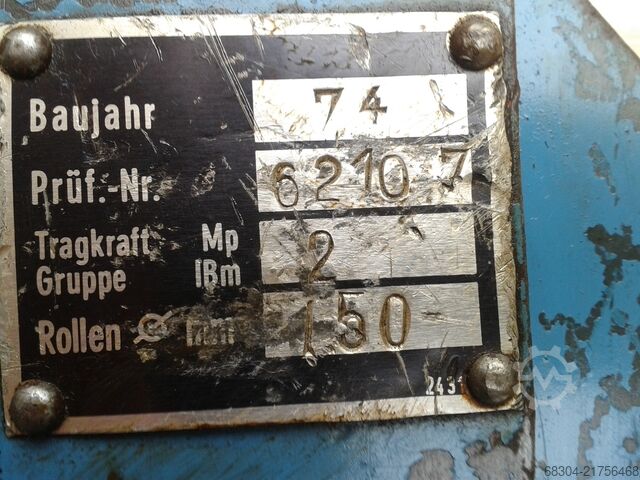 Baujahr 74
Prüf.-Nr. 62107
Tragkraft Mp 2
Gruppe IBm
Rollen ⌀ mm 150
243
68304-21756468